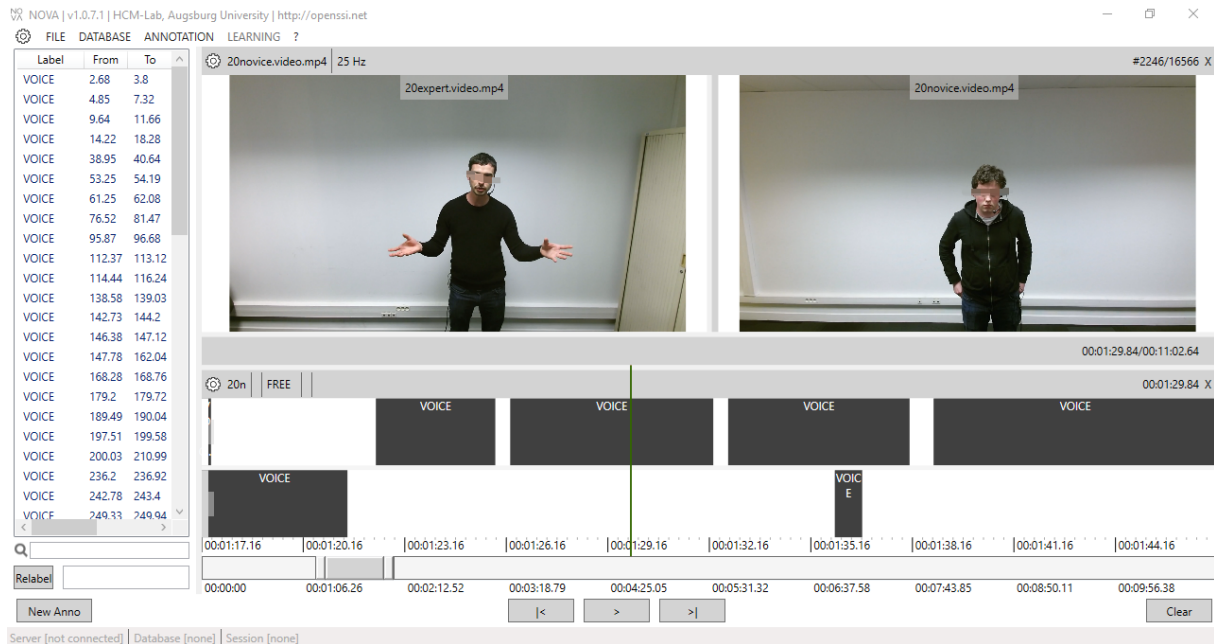 NOVA | v1.0.7.1 | HCM-Lab, Augsburg University | http://openssi.net
FILE DATABASE ANNOTATION LEARNING ?
Label From To
VOICE 2.68 3.8
VOICE 4.85 7.32
VOICE 9.64 11.66
VOICE 14.22 18.28
VOICE 38.95 40.64
VOICE 53.25 54.19
VOICE 61.25 62.08
VOICE 76.52 81.47
VOICE 95.87 96.68
VOICE 112.37 113.12
VOICE 114.44 116.24
VOICE 138.58 139.03
VOICE 142.73 144.2
VOICE 146.38 147.12
VOICE 147.78 162.04
VOICE 168.28 168.76
VOICE 179.2 179.72
VOICE 189.49 190.04
VOICE 197.51 199.58
VOICE 200.03 210.99
VOICE 236.2 236.92
VOICE 242.78 243.4
VOICE 249.33 249.94
Relabel
New Anno
20novice.video.mp4 25 Hz #2246/16566 X
20expert.video.mp4 20novice.video.mp4
00:01:29.84/00:11:02.64
20n FREE 00:01:29.84 X
VOICE VOICE VOICE VOICE
VOICE VOIC
E
00:01:17.16 00:01:20.16 00:01:23.16 00:01:26.16 00:01:29.16 00:01:32.16 00:01:35.16 00:01:38.16 00:01:41.16 00:01:44.16
00:00:00 00:01:06.26 00:02:12.52 00:03:18.79 00:04:25.05 00:05:31.32 00:06:37.58 00:07:43.85 00:08:50.11 00:09:56.38
|< > >| Clear
Server [not connected] Database [none] Session [none]